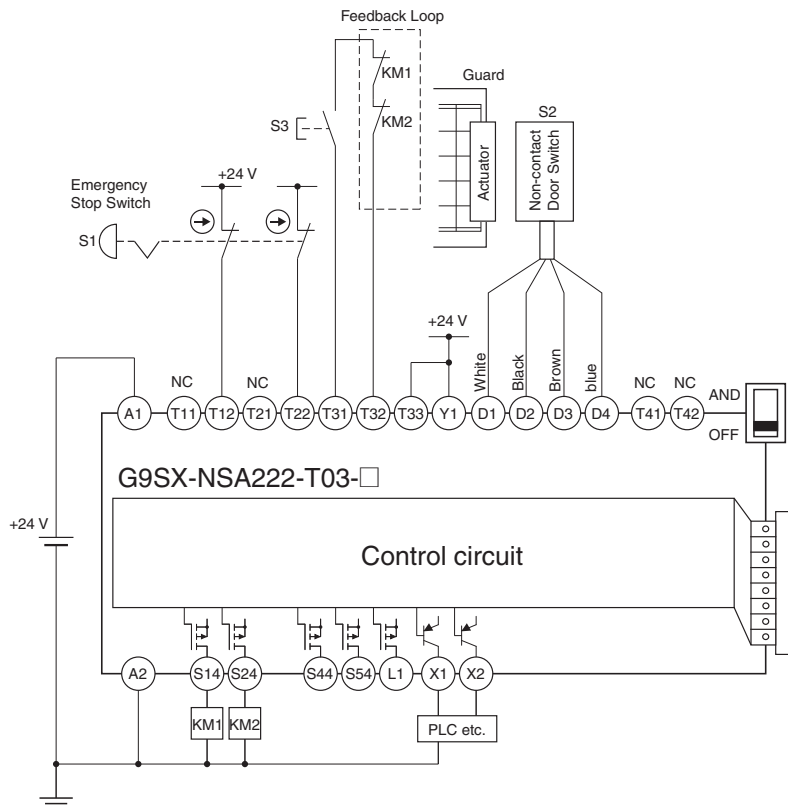 Feedback Loop
KM1
KM2
Guard
S2
S3
Actuator
Non-contact
Door Switch
+24 V
Emergency
Stop Switch
S1
+24 V
White
Black
Brown
blue
NC
NC
NC
NC
AND
A1
T11
T12
T21
T22
T31
T32
T33
Y1
D1
D2
D3
D4
T41
T42
OFF
G9SX-NSA222-T03-□
+24 V
Control circuit
A2
S14
S24
S44
S54
L1
X1
X2
KM1
KM2
PLC etc.